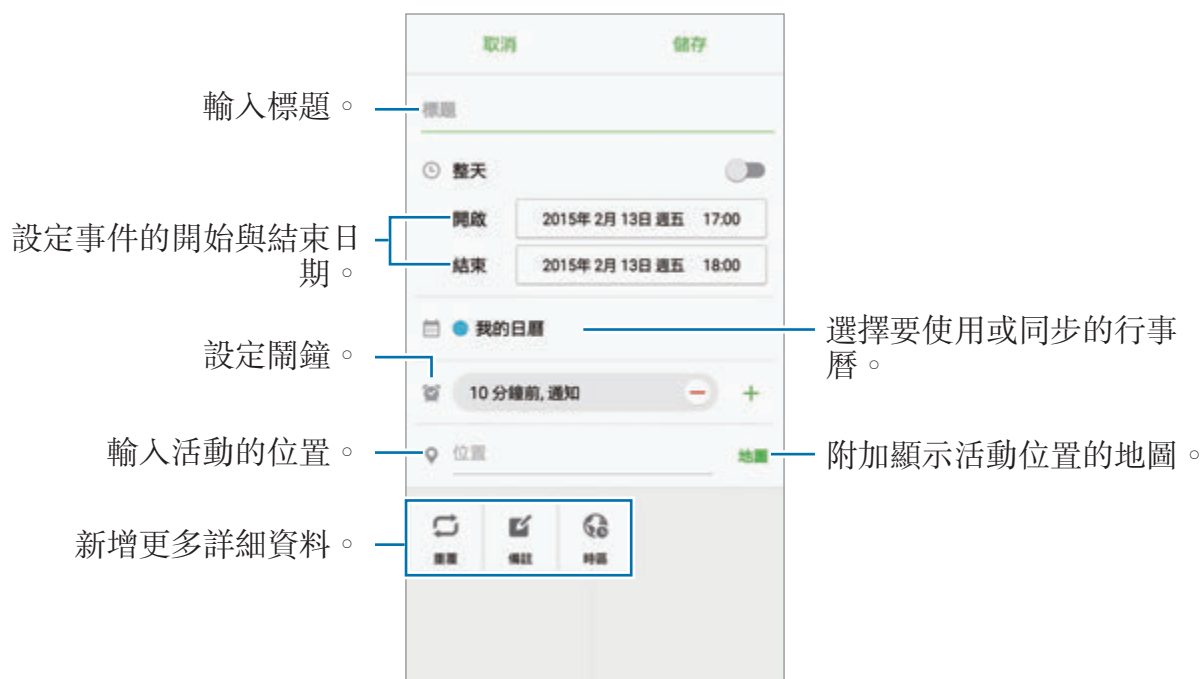 取消 儲存
輸入標題。
標題
整天
設定事件的開始與結束日
期。
開啟 2015年 2月 13日 週五 17:00
結束 2015年 2月 13日 週五 18:00
我的日曆
選擇要使用或同步的行事
曆。
設定鬧鐘。
10 分鐘前, 通知
輸入活動的位置。
位置
地圖
附加顯示活動位置的地圖。
新增更多詳細資料。
重覆 備註 時區